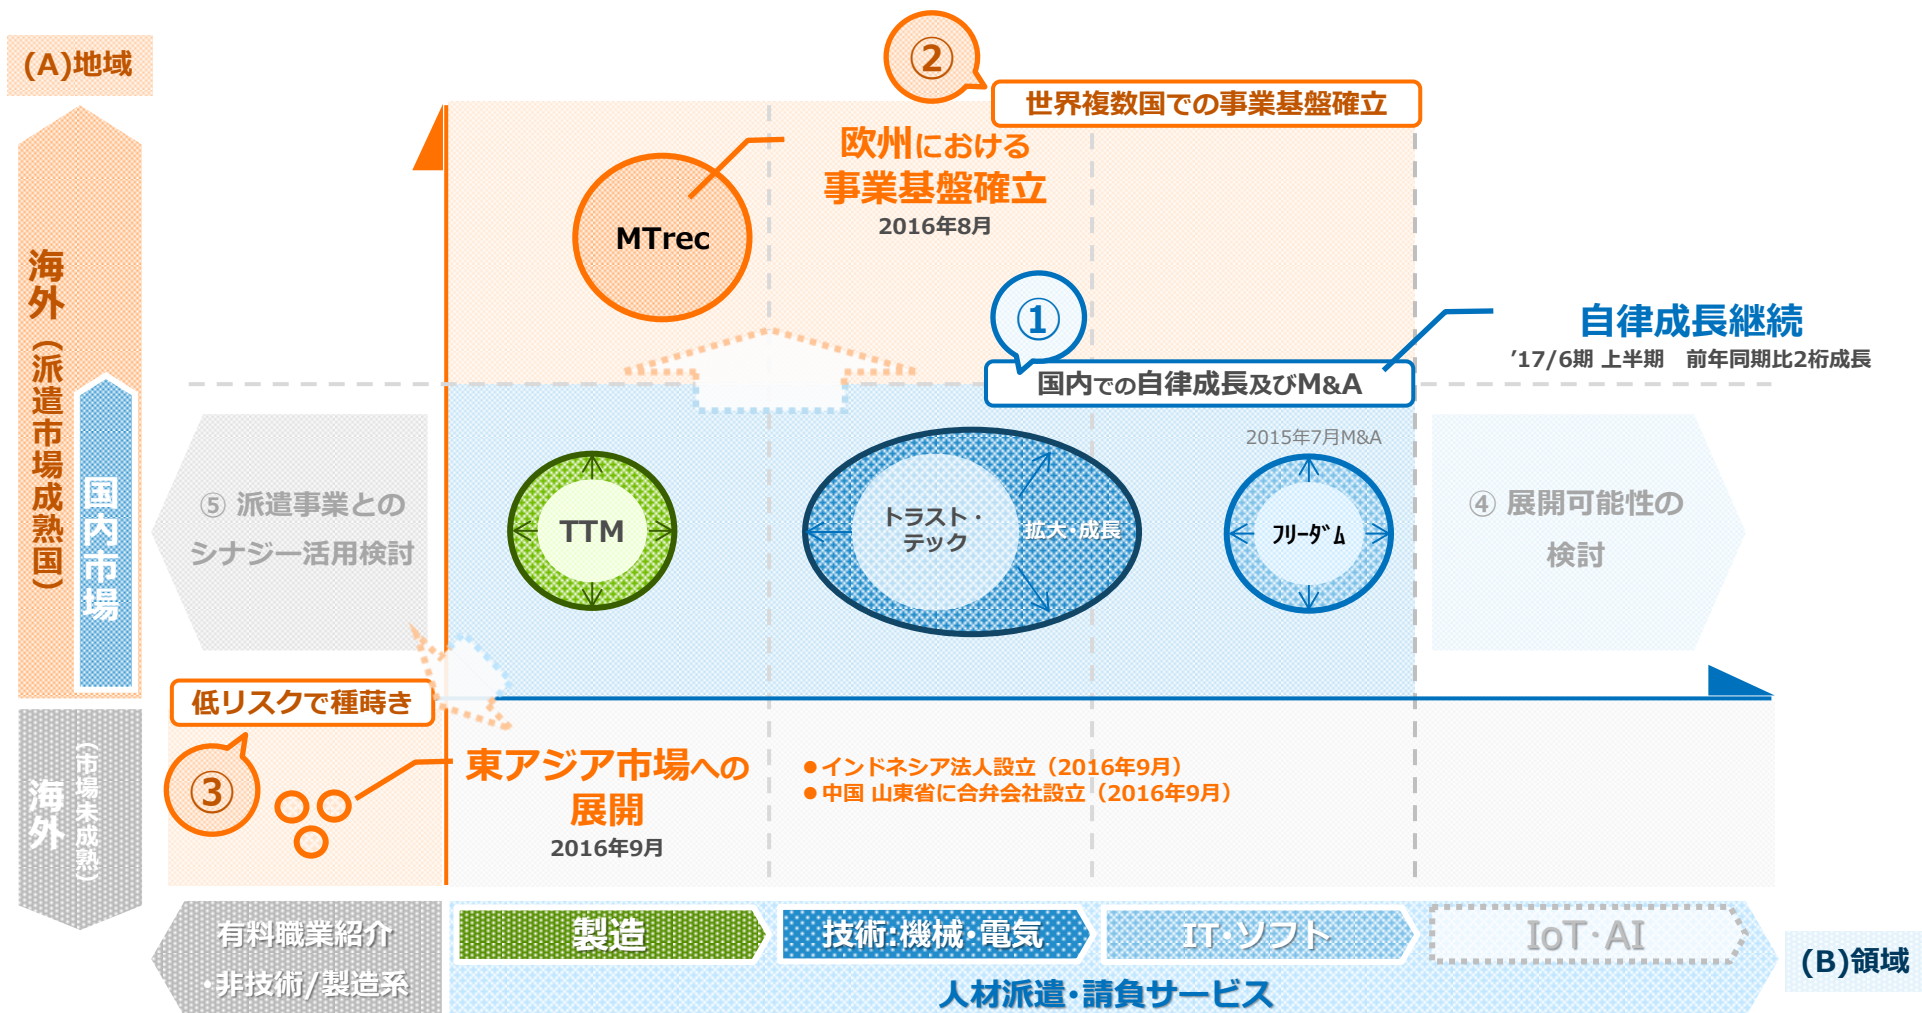 (A)地域
②
世界複数国での事業基盤確立
欧州における
事業基盤確立
2016年8月
MTrec
①
国内での自律成長及びM&A
自律成長継続
’17/6期 上半期　前年同期比2桁成長
海外（派遣市場成熟国）
国内市場
⑤ 派遣事業との
シナジー活用検討
TTM
トラスト・
テック
拡大・成長
2015年7月M&A
ﾌﾘｰﾀﾞﾑ
④ 展開可能性の
検討
低リスクで種蒔き
③
東アジア市場への
展開
2016年9月
●インドネシア法人設立（2016年9月）
●中国 山東省に合弁会社設立（2016年9月）
海外
（市場未成熟）
有料職業紹介
・非技術/製造系
製造
技術:機械・電気
IT・ソフト
IoT・AI
人材派遣・請負サービス
(B)領域